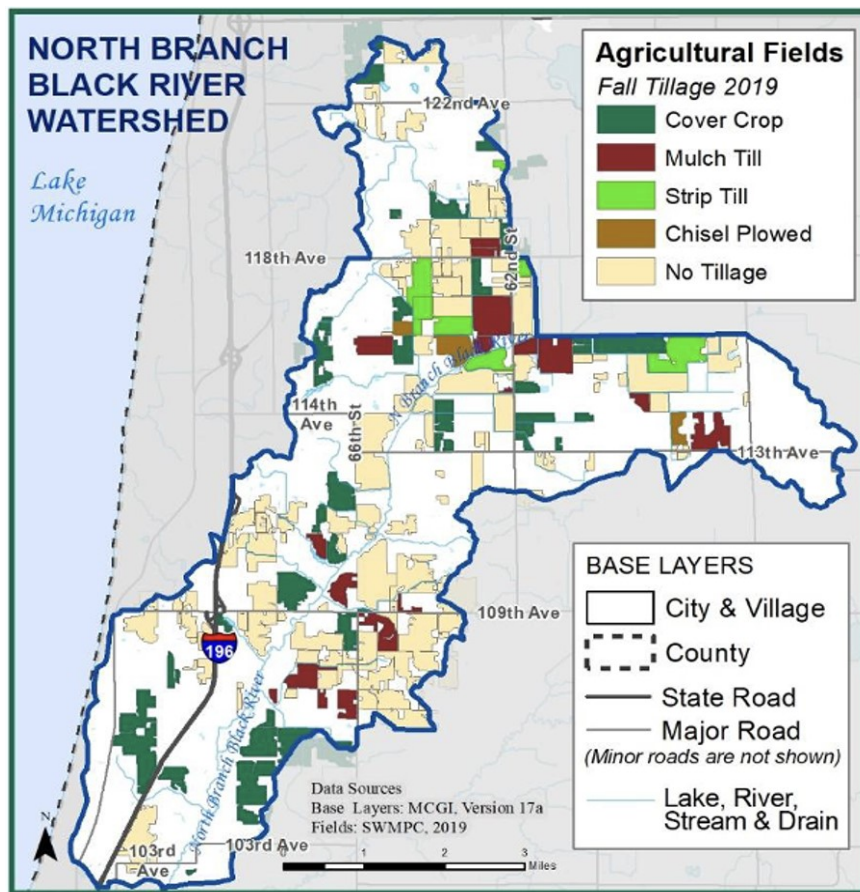 NORTH BRANCH
BLACK RIVER
WATERSHED
Lake
Michigan
Agricultural Fields
Fall Tillage 2019
Cover Crop
Mulch Till
Strip Till
Chisel Plowed
No Tillage
122nd Ave
118th Ave
62nd St
N Branch Black River
114th
Ave
66th St
113th Ave
109th Ave
196
North Branch Black River
103rd
Ave
103rd Ave
N
Data Sources
Base Layers: MCGI, Version 17a
Fields: SWMPC, 2019
0 1 2 3
Miles
BASE LAYERS
City & Village
County
State Road
Major Road
(Minor roads are not shown)
Lake, River,
Stream & Drain